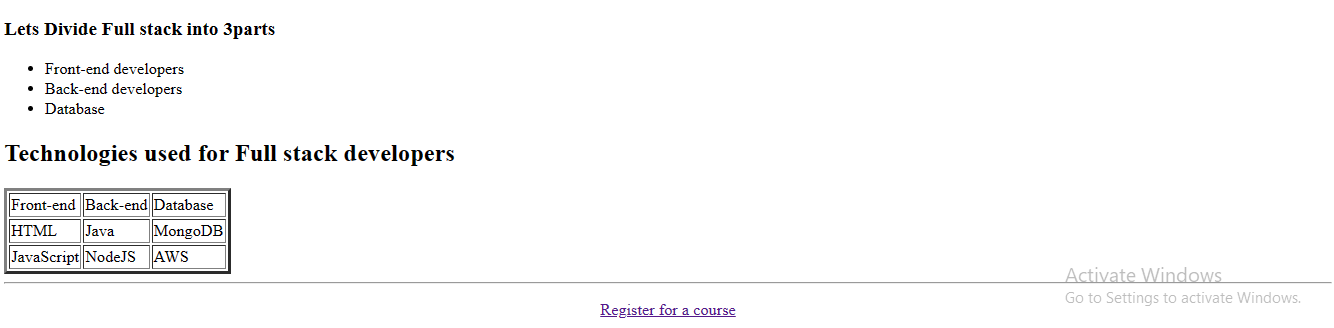 Lets Divide Full stack into 3parts
Front-end developers
Back-end developers
Database
Technologies used for Full stack developers
Front-end Back-end Database
HTML Java MongoDB
JavaScript NodeJS AWS
Activate Windows
Go to Settings to activate Windows.
Register for a course